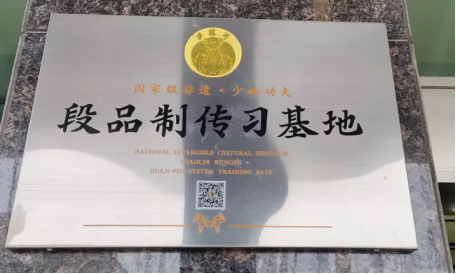 少林寺
国家级非遗·少林功夫
段品制传习基地
NATIONAL INTANGIBLE CULTURAL HERITAGE
SHAOLIN KUNGFU
DUAN-PIN SYSTEM TRAINING BASE